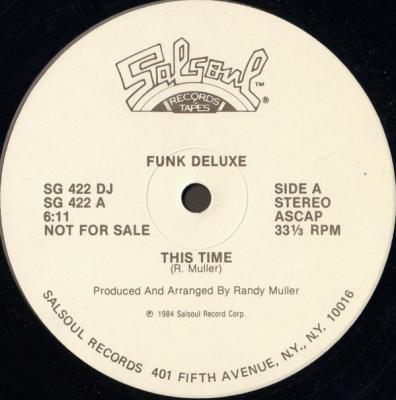 Salsoul
RECORDS
TAPES
TM
®
FUNK DELUXE
SG 422 DJ
SG 422 A
6:11
NOT FOR SALE
SIDE A
STEREO
ASCAP
33⅓ RPM
THIS TIME
(R. Muller)
Produced And Arranged By Randy Muller
℗ 1984 Salsoul Record Corp.
SALSOUL RECORDS 401 FIFTH AVENUE, N.Y., N.Y. 10016